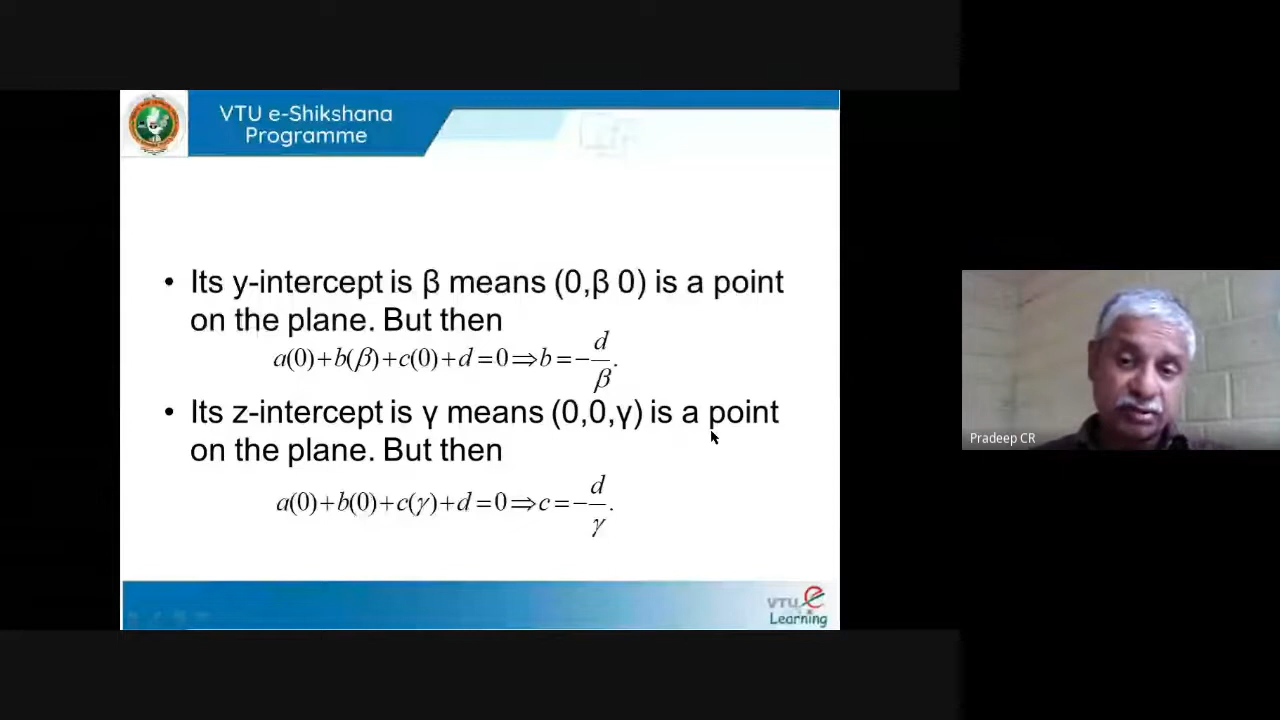 VTU e-Shikshana
Programme
• Its y-intercept is β means (0,β 0) is a point
on the plane. But then
a(0)+b(β)+c(0)+d=0⇒b=-d/β.
• Its z-intercept is γ means (0,0,γ) is a point
on the plane. But then
a(0)+b(0)+c(γ)+d=0⇒c=-d/γ.
VTU e
Learning
Pradeep CR